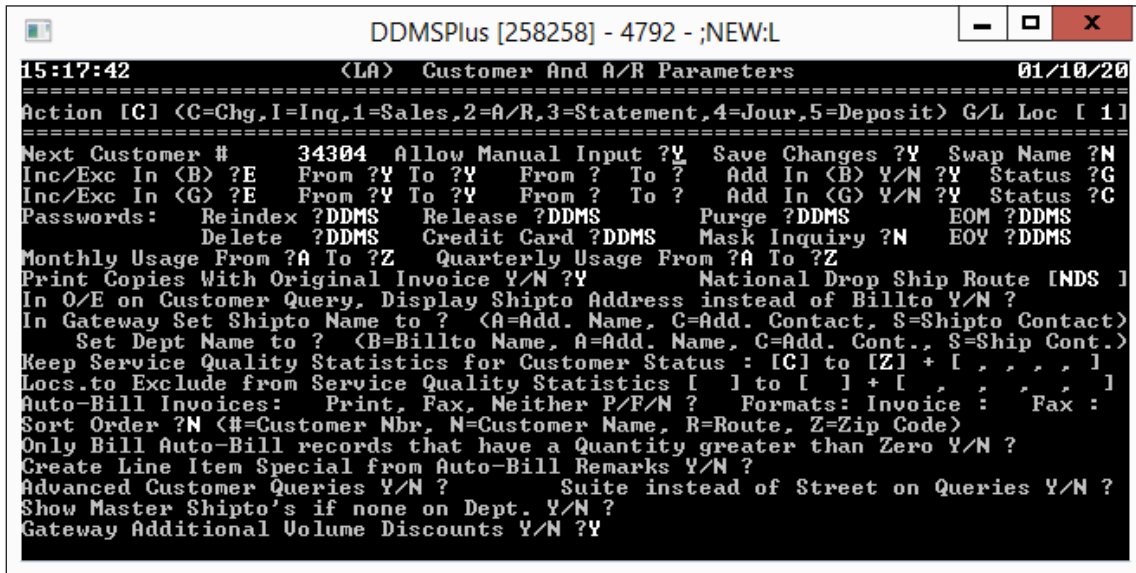 DDMSPlus [258258] - 4792 - ;NEW:L
15:17:42 (LA) Customer And A/R Parameters 01/10/20
================================================================================
Action [C] (C=Chg,I=Inq,1=Sales,2=A/R,3=Statement,4=Jour,5=Deposit) G/L Loc [ 1]
================================================================================
Next Customer # 34304 Allow Manual Input ?Y Save Changes ?Y Swap Name ?N
Inc/Exc In (B) ?E From ?Y To ?Y From ? To ? Add In (B) Y/N ?Y Status ?G
Inc/Exc In (G) ?E From ?Y To ?Y From ? To ? Add In (G) Y/N ?Y Status ?C
Passwords: Reindex ?DDMS Release ?DDMS Purge ?DDMS EOM ?DDMS
Delete ?DDMS Credit Card ?DDMS Mask Inquiry ?N EOY ?DDMS
Monthly Usage From ?A To ?Z Quarterly Usage From ?A To ?Z
Print Copies With Original Invoice Y/N ?Y National Drop Ship Route [NDS ]
In O/E on Customer Query, Display Shipto Address instead of Billto Y/N ?
In Gateway Set Shipto Name to ? (A=Add. Name, C=Add. Contact, S=Shipto Contact)
Set Dept Name to ? (B=Billto Name, A=Add. Name, C=Add. Cont., S=Ship Cont.)
Keep Service Quality Statistics for Customer Status : [C] to [Z] + [ , , , , ]
Locs.to Exclude from Service Quality Statistics [ ] to [ ] + [ , , , , ]
Auto-Bill Invoices: Print, Fax, Neither P/F/N ? Formats: Invoice : Fax :
Sort Order ?N (#=Customer Nbr, N=Customer Name, R=Route, Z=Zip Code)
Only Bill Auto-Bill records that have a Quantity greater than Zero Y/N ?
Create Line Item Special from Auto-Bill Remarks Y/N ?
Advanced Customer Queries Y/N ? Suite instead of Street on Queries Y/N ?
Show Master Shipto's if none on Dept. Y/N ?
Gateway Additional Volume Discounts Y/N ?Y